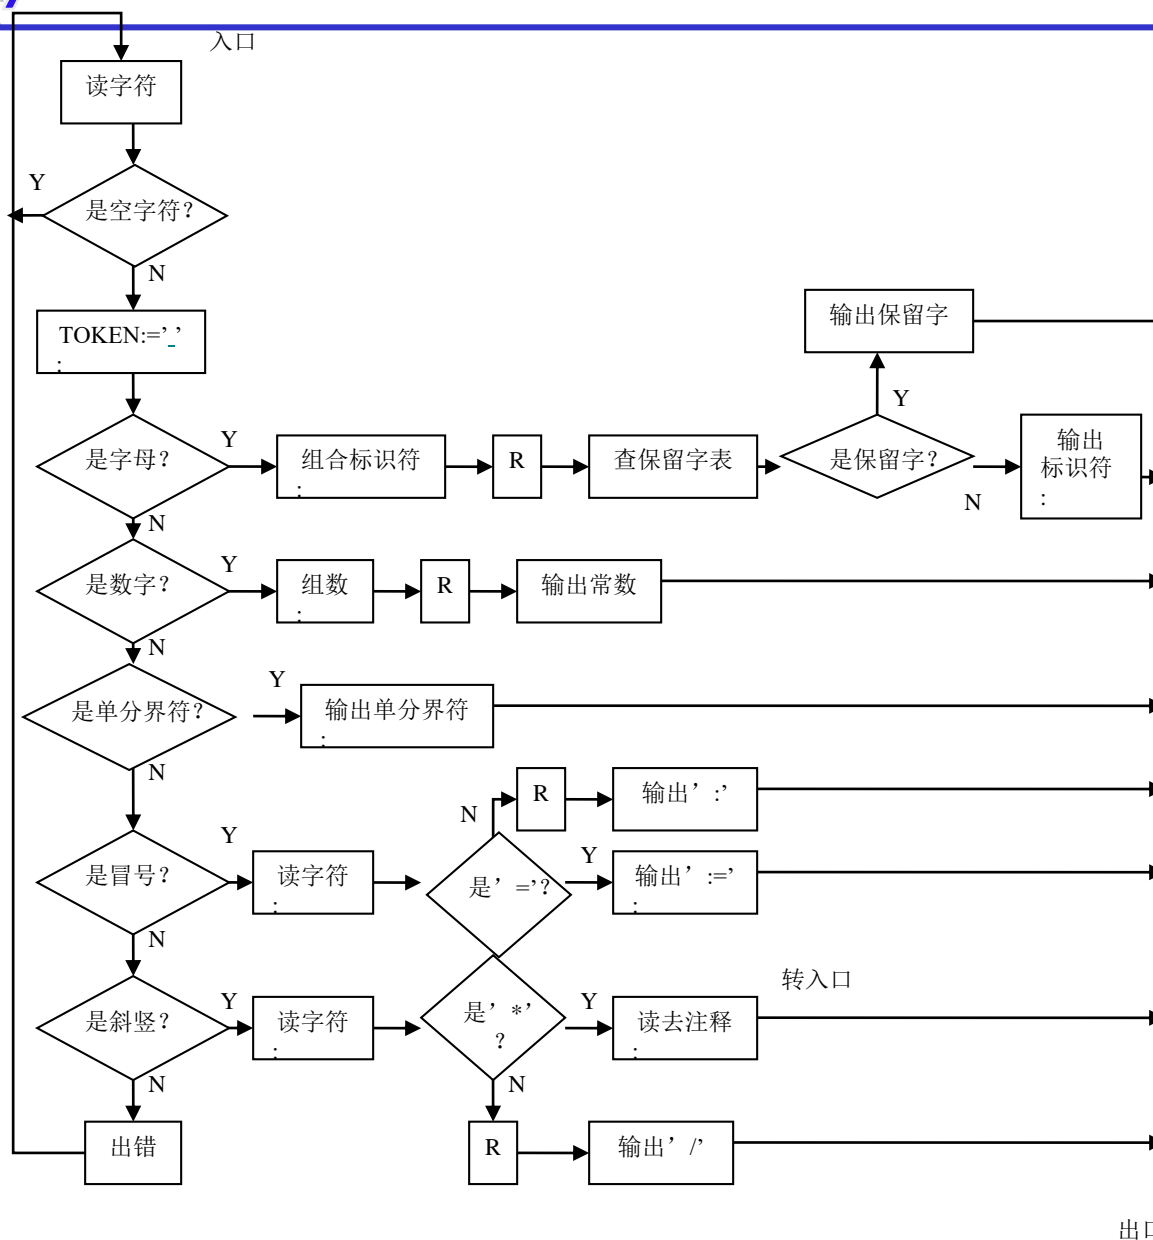 入口
读字符
Y
是空字符?
N
TOKEN:=’ ’
;
输出保留字
Y
是字母?
Y
组合标识符
;
R
查保留字表
是保留字?
N
输出
标识符
;
N
是数字?
Y
组数
;
R
输出常数
N
是单分界符?
Y
输出单分界符
;
N
N
R
输出’:’
是冒号?
Y
读字符
;
是’=’?
Y
输出’:=’
;
N
转入口
是斜竖?
Y
读字符
;
是’*’
?
Y
读去注释
;
N
N
出错
R
输出’/’
出口